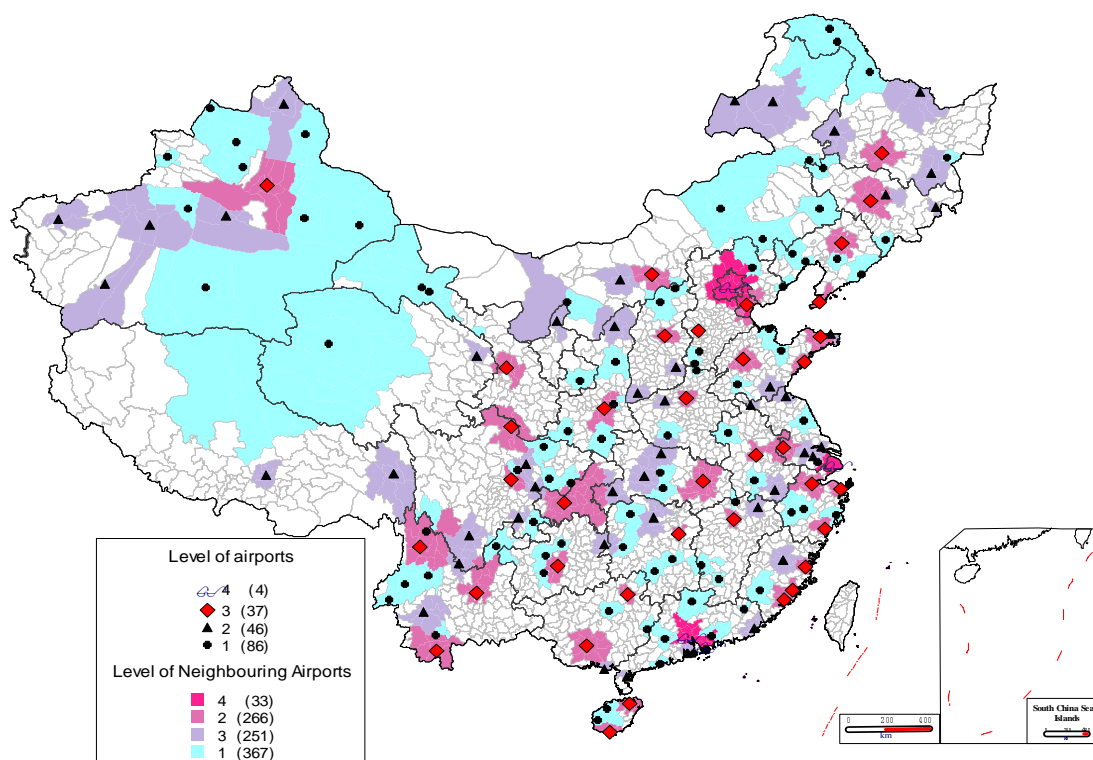 Level of airports
4 (4)
3 (37)
2 (46)
1 (86)
Level of Neighbouring Airports
4 (33)
2 (266)
3 (251)
1 (367)
0 200 400
km
South China Sea
Islands